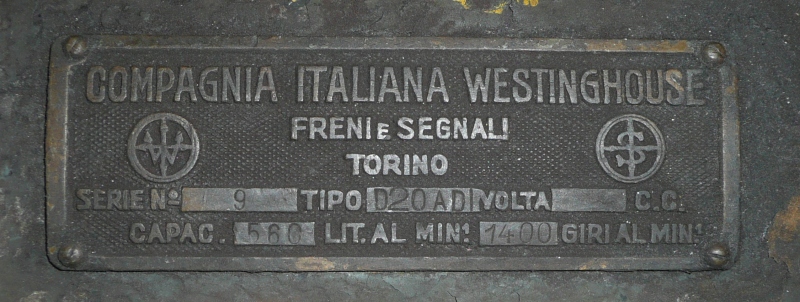 COMPAGNIA ITALIANA WESTINGHOUSE
FRENI E SEGNALI
TORINO
SERIE Nº 9 TIPO D20AD VOLTA C.C.
CAPAC. 560 LIT. AL MIN. 1400 GIRI AL MIN.